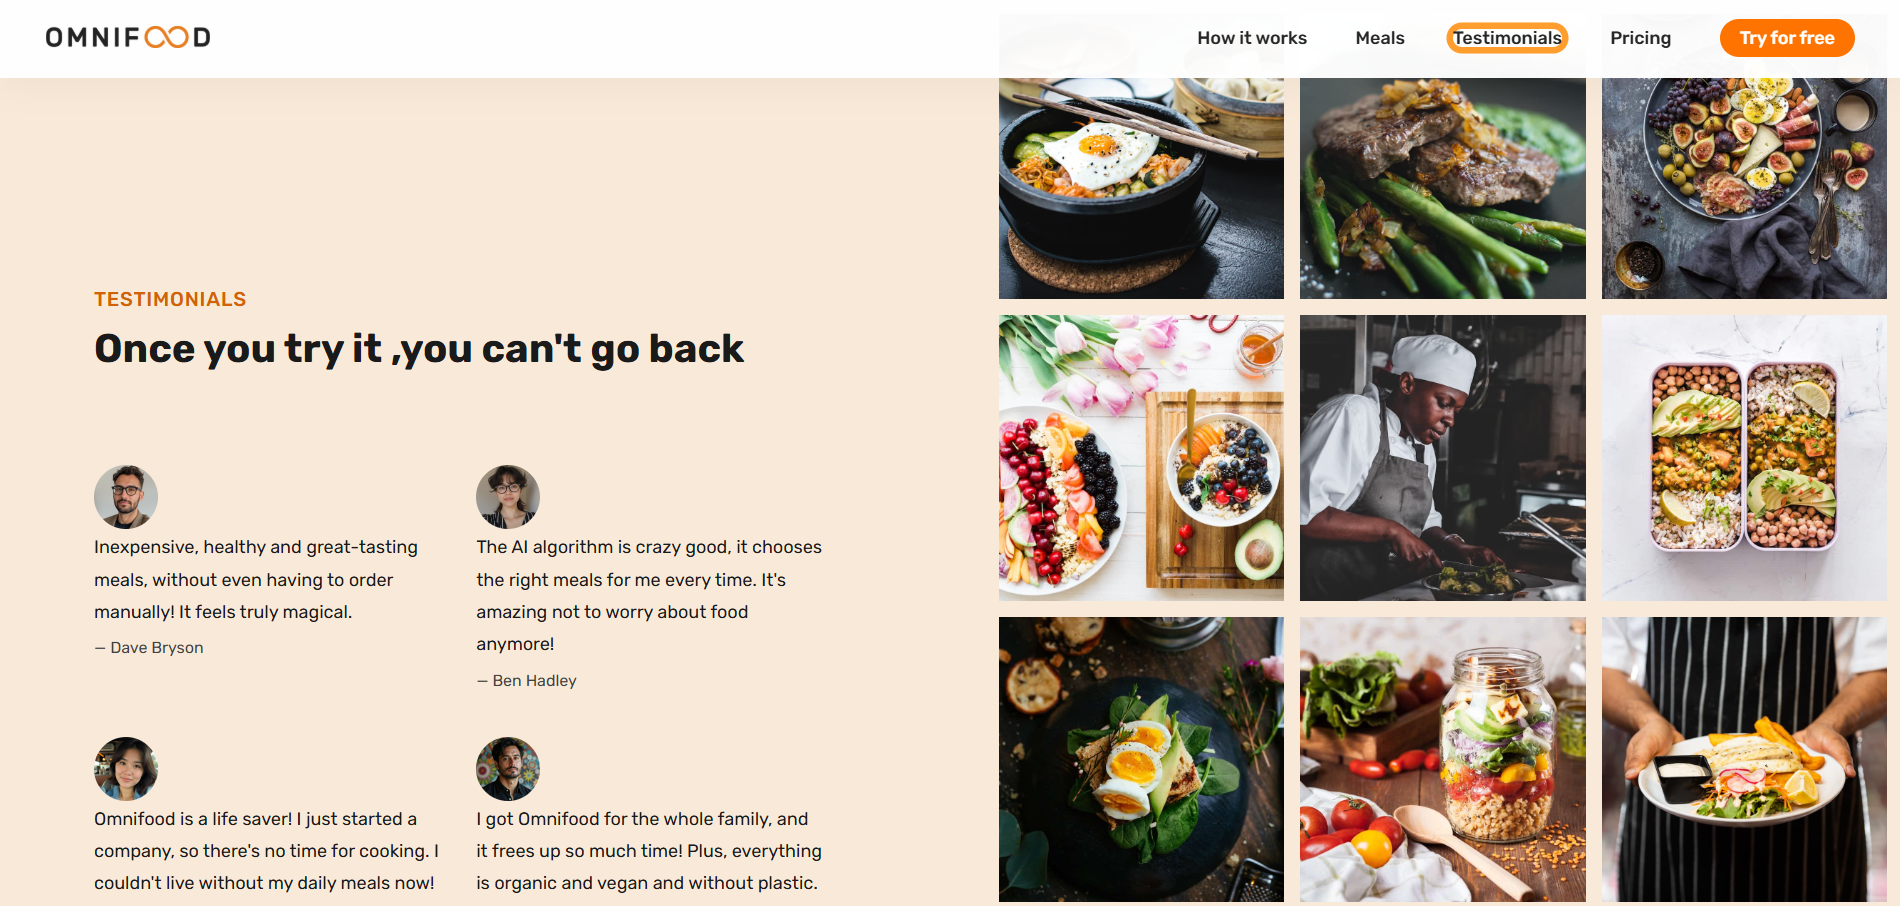 OMNIFOOD
How it works
Meals
Testimonials
Pricing
Try for free
TESTIMONIALS
Once you try it ,you can't go back
Inexpensive, healthy and great-tasting
meals, without even having to order
manually! It feels truly magical.
— Dave Bryson
The AI algorithm is crazy good, it chooses
the right meals for me every time. It's
amazing not to worry about food
anymore!
— Ben Hadley
Omnifood is a life saver! I just started a
company, so there's no time for cooking. I
couldn't live without my daily meals now!
I got Omnifood for the whole family, and
it frees up so much time! Plus, everything
is organic and vegan and without plastic.